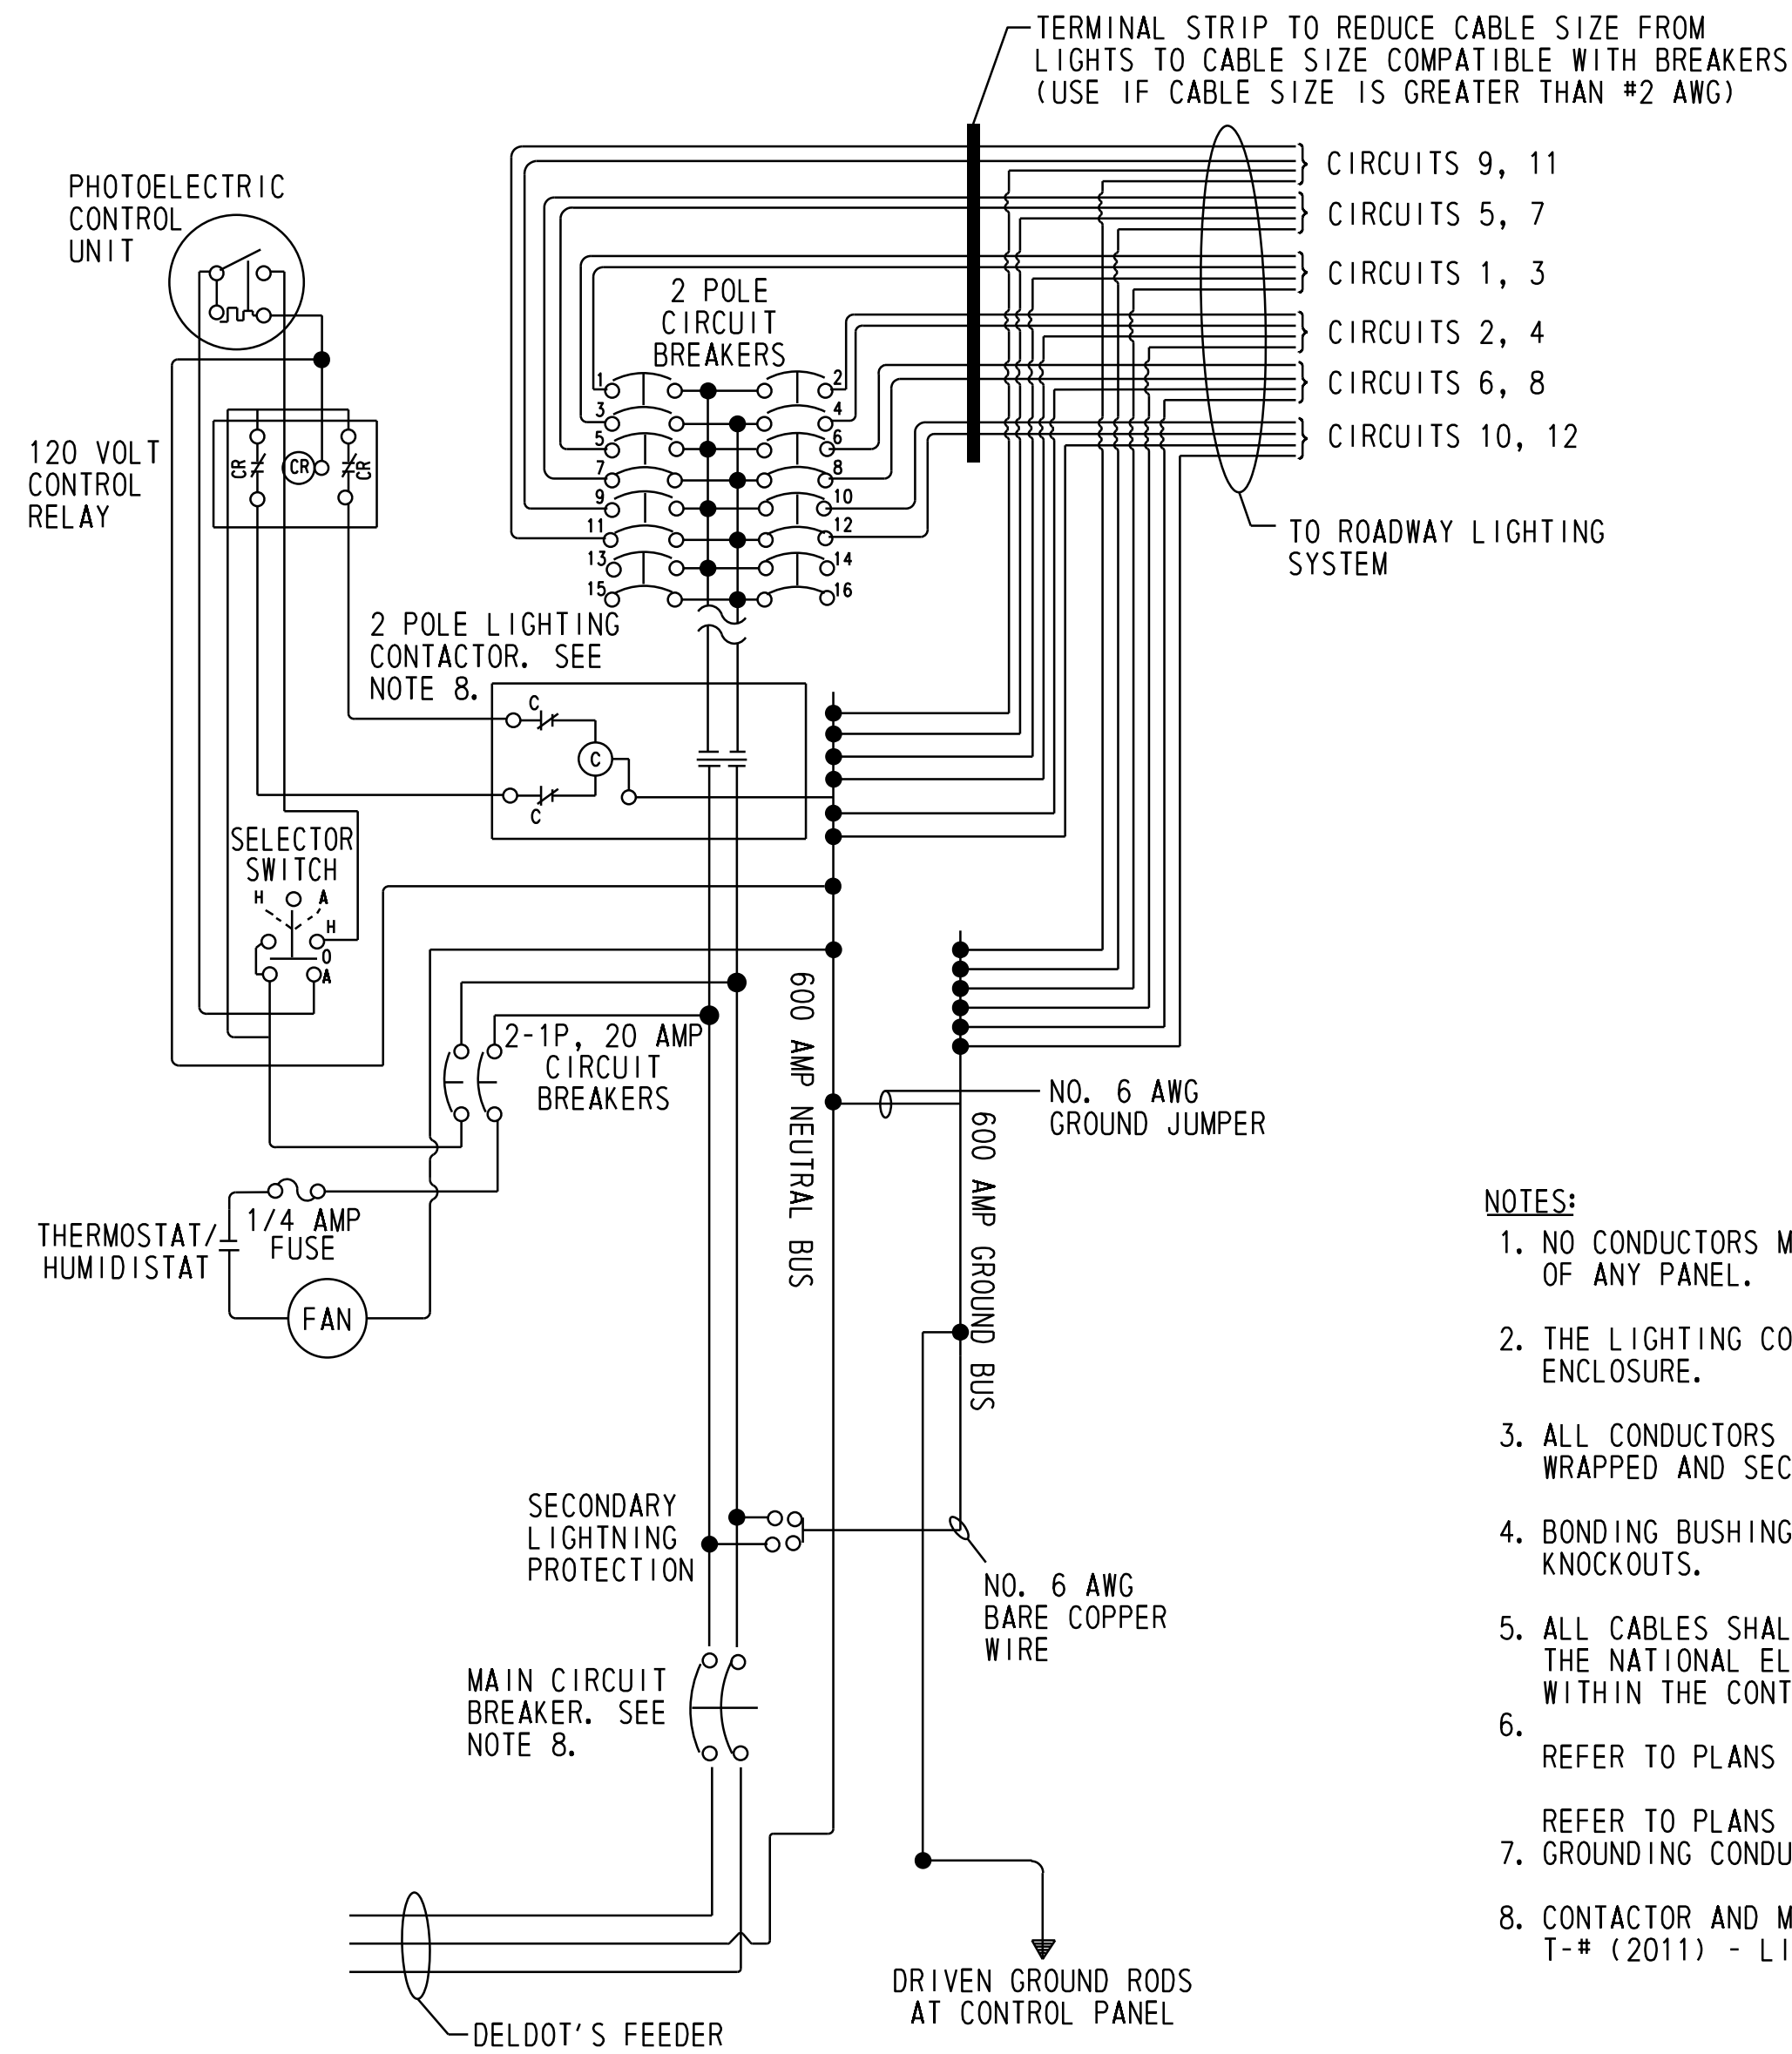 TERMINAL STRIP TO REDUCE CABLE SIZE FROM
LIGHTS TO CABLE SIZE COMPATIBLE WITH BREAKERS
(USE IF CABLE SIZE IS GREATER THAN #2 AWG)
CIRCUITS 9, 11
CIRCUITS 5, 7
CIRCUITS 1, 3
CIRCUITS 2, 4
CIRCUITS 6, 8
CIRCUITS 10, 12
TO ROADWAY LIGHTING
SYSTEM
PHOTOELECTRIC
CONTROL
UNIT
2 POLE
CIRCUIT
BREAKERS
1 2
3 4
5 6
7 8
9 10
11 12
13 14
15 16
120 VOLT
CONTROL
RELAY
CR
CR
CR
2 POLE LIGHTING
CONTACTOR. SEE
NOTE 8.
C
C
C
SELECTOR
SWITCH
H A
H
O
A
2-1P, 20 AMP
CIRCUIT
BREAKERS
600 AMP NEUTRAL BUS
NO. 6 AWG
GROUND JUMPER
600 AMP GROUND BUS
1/4 AMP
FUSE
THERMOSTAT/
HUMIDISTAT
FAN
SECONDARY
LIGHTNING
PROTECTION
NO. 6 AWG
BARE COPPER
WIRE
MAIN CIRCUIT
BREAKER. SEE
NOTE 8.
DRIVEN GROUND RODS
AT CONTROL PANEL
DELDOT'S FEEDER
NOTES:
1. NO CONDUCTORS M
OF ANY PANEL.
2. THE LIGHTING CO
ENCLOSURE.
3. ALL CONDUCTORS
WRAPPED AND SEC
4. BONDING BUSHING
KNOCKOUTS.
5. ALL CABLES SHAL
THE NATIONAL EL
WITHIN THE CONT
6.
REFER TO PLANS
REFER TO PLANS
7. GROUNDING CONDU
8. CONTACTOR AND M
T-# (2011) - LI